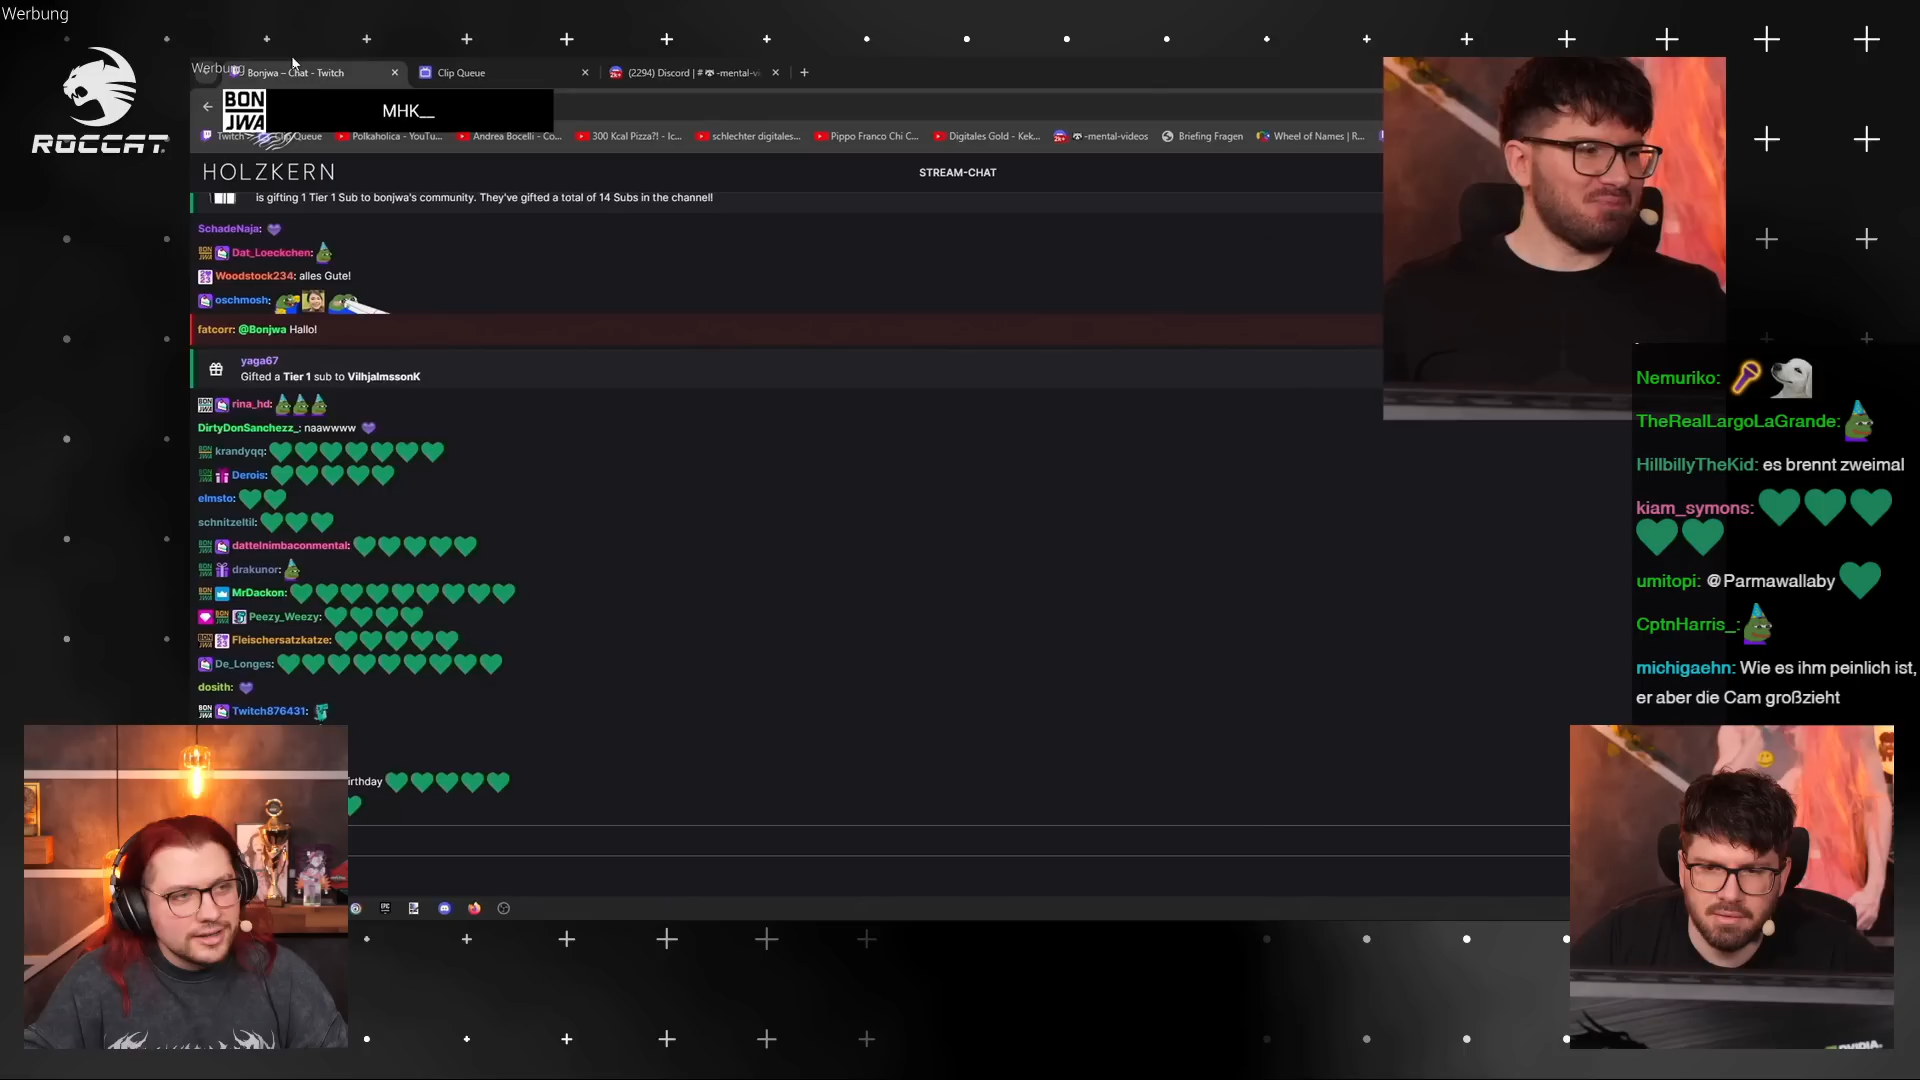 Werbung
ROCCAT
Werbung
Bonjwa – Chat - Twitch
Clip Queue
(2294) Discord | #
-mental-vi
BON
JWA
MHK__
Twitch
Clip Queue
Polkaholica - YouTu...
Andrea Bocelli - Co...
300 Kcal Pizza?! - Ic...
schlechter digitales...
Pippo Franco Chi C...
Digitales Gold - Kek...
-mental-videos
Briefing Fragen
Wheel of Names | R...
HOLZKERN
STREAM-CHAT
is gifting 1 Tier 1 Sub to bonjwa's community. They've gifted a total of 14 Subs in the channel!
SchadeNaja:
Dat_Loeckchen:
Woodstock234: alles Gute!
oschmosh:
fatcorr: @Bonjwa Hallo!
yaga67
Gifted a Tier 1 sub to VilhjalmssonK
rina_hd:
DirtyDonSanchezz_: naawwww
krandyqq:
Derois:
elmsto:
schnitzeltil:
dattelnimbaconmental:
drakunor:
MrDackon:
Peezy_Weezy:
Fleischersatzkatze:
De_Longes:
dosith:
Twitch876431:
irthday
Nemuriko:
TheRealLargoLaGrande:
HillbillyTheKid: es brennt zweimal
kiam_symons:
umitopi: @Parmawallaby
CptnHarris_:
michigaehn: Wie es ihm peinlich ist,
er aber die Cam großzieht